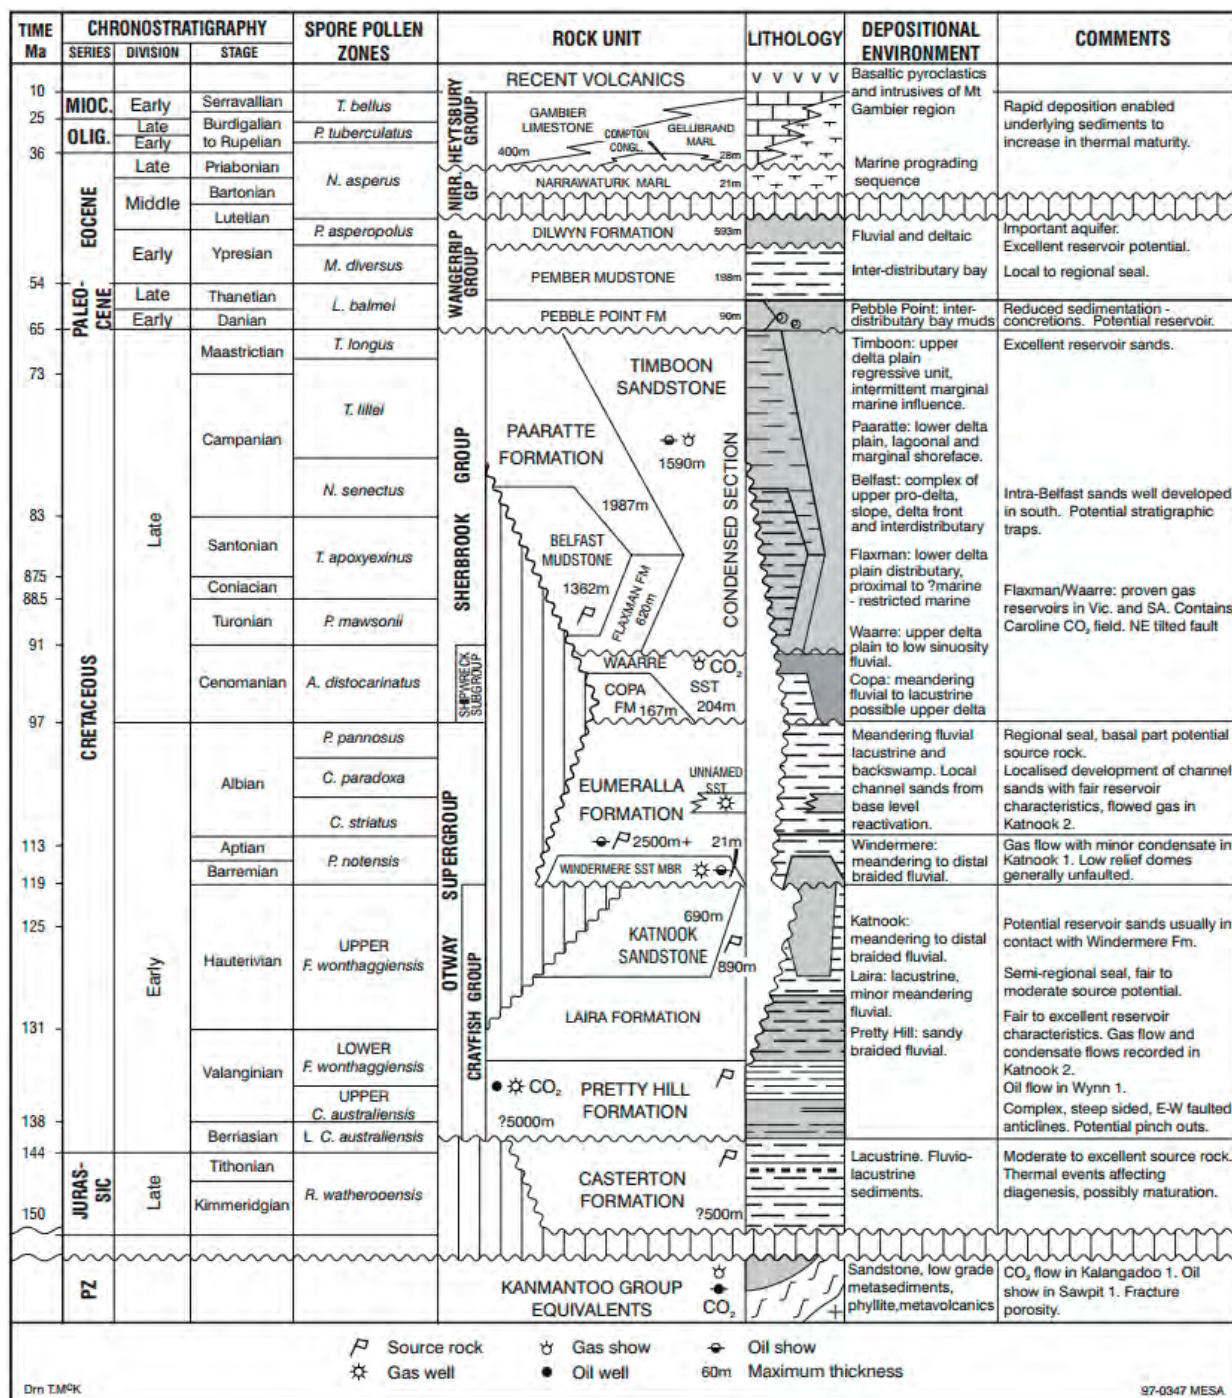 TIME
Ma
CHRONOSTRATIGRAPHY
SERIES
DIVISION
STAGE
SPORE POLLEN
ZONES
ROCK UNIT
LITHOLOGY
DEPOSITIONAL
ENVIRONMENT
COMMENTS
10
25
36
54
65
73
83
875
88.5
91
97
113
119
125
131
138
144
150
MIOC.
OLIG.
EOCENE
PALEO-
CENE
CRETACEOUS
JURAS-
SIC
PZ
Early
Late
Early
Late
Middle
Early
Late
Early
Late
Early
Late
Serravallian
Burdigalian
to Rupelian
Priabonian
Bartonian
Lutetian
Ypresian
Thanetian
Danian
Maastrictian
Campanian
Santonian
Coniacian
Turonian
Cenomanian
Albian
Aptian
Barremian
Hauterivian
Valanginian
Berriasian
Tithonian
Kimmeridgian
T. bellus
P. tuberculatus
N. asperus
P. asperopolus
M. diversus
L. balmei
T. longus
T. lillei
N. senectus
T. apoxyexinus
P. mawsonii
A. distocarinatus
P. pannosus
C. paradoxa
C. striatus
P. notensis
UPPER
F. wonthaggiensis
LOWER
F. wonthaggiensis
UPPER
C. australiensis
L C. australiensis
R. watherooensis
HEYTSBURY
GROUP
NIRR.
GP
WANGERRIP
GROUP
SHERBROOK GROUP
SHIPWRECK
SUBGROUP
OTWAY SUPERGROUP
CRAYFISH GROUP
RECENT VOLCANICS
GAMBIER
LIMESTONE
400m
COMPTON
CONGL.
GELLIBRAND
MARL
28m
NARRAWATURK MARL 21m
DILWYN FORMATION 593m
PEMBER MUDSTONE 198m
PEBBLE POINT FM 90m
TIMBOON
SANDSTONE
1590m
PAARATTE
FORMATION
1987m
BELFAST
MUDSTONE
1362m
FLAXMAN FM
620m
CONDENSED SECTION
WAARRE
CO₂
SST
204m
COPA
FM 167m
UNNAMED
SST
EUMERALLA
FORMATION
2500m+ 21m
WINDERMERE SST MBR
690m
KATNOOK
SANDSTONE
890m
LAIRA FORMATION
CO₂
PRETTY HILL
FORMATION
?5000m
CASTERTON
FORMATION
?500m
KANMANTOO GROUP
EQUIVALENTS
CO₂
V V V V V
Basaltic pyroclastics
and intrusives of Mt
Gambier region
Marine prograding
sequence
Fluvial and deltaic
Inter-distributary bay
Pebble Point: inter-
distributary bay muds
Timboon: upper
delta plain
regressive unit,
intermittent marginal
marine influence.
Paaratte: lower delta
plain, lagoonal and
marginal shoreface.
Belfast: complex of
upper pro-delta,
slope, delta front
and interdistributary
Flaxman: lower delta
plain distributary,
proximal to ?marine
- restricted marine
Waarre: upper delta
plain to low sinuosity
fluvial.
Copa: meandering
fluvial to lacustrine
possible upper delta
Meandering fluvial
lacustrine and
backswamp. Local
channel sands from
base level
reactivation.
Windermere:
meandering to distal
braided fluvial.
Katnook:
meandering to distal
braided fluvial.
Laira: lacustrine,
minor meandering
fluvial.
Pretty Hill: sandy
braided fluvial.
Lacustrine. Fluvio-
lacustrine
sediments.
Sandstone, low grade
metasediments,
phyllite,metavolcanics
Rapid deposition enabled
underlying sediments to
increase in thermal maturity.
Important aquifer.
Excellent reservoir potential.
Local to regional seal.
Reduced sedimentation -
concretions. Potential reservoir.
Excellent reservoir sands.
Intra-Belfast sands well developed
in south. Potential stratigraphic
traps.
Flaxman/Waarre: proven gas
reservoirs in Vic. and SA. Contains
Caroline CO₂ field. NE tilted fault
Regional seal, basal part potential
source rock.
Localised development of channel
sands with fair reservoir
characteristics, flowed gas in
Katnook 2.
Gas flow with minor condensate in
Katnook 1. Low relief domes
generally unfaulted.
Potential reservoir sands usually in
contact with Windermere Fm.
Semi-regional seal, fair to
moderate source potential.
Fair to excellent reservoir
characteristics. Gas flow and
condensate flows recorded in
Katnook 2.
Oil flow in Wynn 1.
Complex, steep sided, E-W faulted
anticlines. Potential pinch outs.
Moderate to excellent source rock.
Thermal events affecting
diagenesis, possibly maturation.
CO₂ flow in Kalangadoo 1. Oil
show in Sawpit 1. Fracture
porosity.
Source rock
Gas show
Oil show
Gas well
Oil well
60m Maximum thickness
Drn T.McK
97-0347 MESA